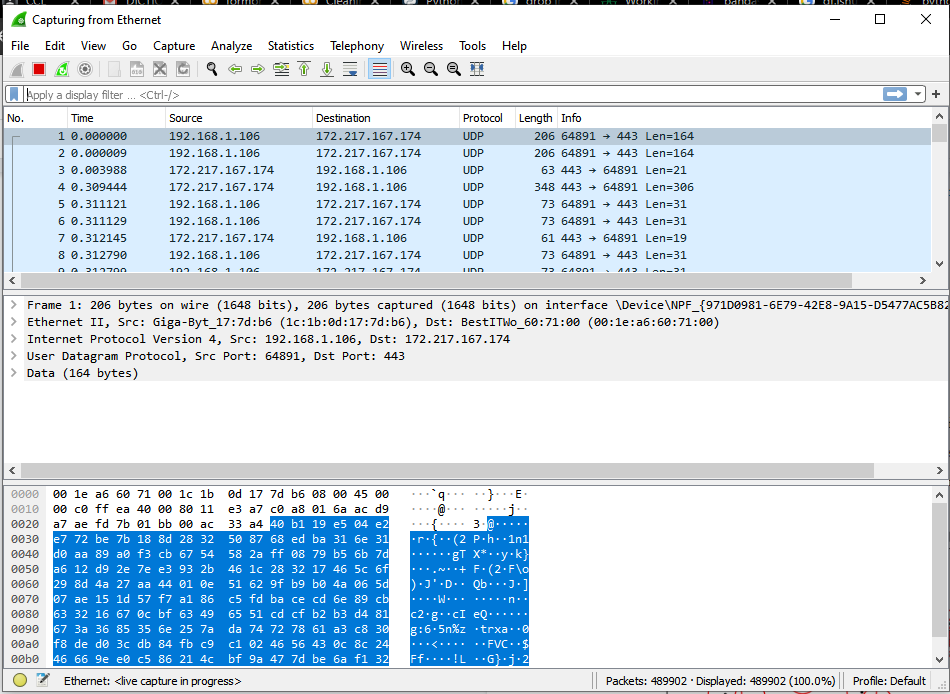 Capturing from Ethernet
File Edit View Go Capture Analyze Statistics Telephony Wireless Tools Help
Apply a display filter ... <Ctrl-/>
No. Time Source Destination Protocol Length Info
1 0.000000 192.168.1.106 172.217.167.174 UDP 206 64891 → 443 Len=164
2 0.000009 192.168.1.106 172.217.167.174 UDP 206 64891 → 443 Len=164
3 0.003988 172.217.167.174 192.168.1.106 UDP 63 443 → 64891 Len=21
4 0.309444 172.217.167.174 192.168.1.106 UDP 348 443 → 64891 Len=306
5 0.311121 192.168.1.106 172.217.167.174 UDP 73 64891 → 443 Len=31
6 0.311129 192.168.1.106 172.217.167.174 UDP 73 64891 → 443 Len=31
7 0.312145 172.217.167.174 192.168.1.106 UDP 61 443 → 64891 Len=19
8 0.312790 192.168.1.106 172.217.167.174 UDP 73 64891 → 443 Len=31
9 0.312799 192.168.1.106 172.217.167.174 UDP 73 64891 → 443 Len=31
Frame 1: 206 bytes on wire (1648 bits), 206 bytes captured (1648 bits) on interface \Device\NPF_{971D0981-6E79-42E8-9A15-D5477AC5B82
Ethernet II, Src: Giga-Byt_17:7d:b6 (1c:1b:0d:17:7d:b6), Dst: BestITWo_60:71:00 (00:1e:a6:60:71:00)
Internet Protocol Version 4, Src: 192.168.1.106, Dst: 172.217.167.174
User Datagram Protocol, Src Port: 64891, Dst Port: 443
Data (164 bytes)
0000 00 1e a6 60 71 00 1c 1b 0d 17 7d b6 08 00 45 00 ···`q··· ··}···E·
0010 00 c0 ff ea 40 00 80 11 e3 a7 c0 a8 01 6a ac d9 ····@··· ·····j··
0020 a7 ae fd 7b 01 bb 00 ac 33 a4 40 b1 19 e5 04 e2 ···{···· 3·@·····
0030 e7 72 be 7b 18 8d 28 32 50 87 68 ed ba 31 6e 31 ·r·{··(2 P·h··1n1
0040 d0 aa 89 a0 f3 cb 67 54 58 2a ff 08 79 b5 6b 7d ······gT X*··y·k}
0050 a6 12 d9 2e 7e e3 93 2b 46 1c 28 32 17 46 5c 6f ···.~··+ F·(2·F\o
0060 29 8d 4a 27 aa 44 01 0e 51 62 9f b9 b0 4a 06 5d )·J'·D·· Qb···J·]
0070 07 ae 15 1d 57 f7 a1 86 c5 fd ba ce cd 6e 89 cb ····W··· ·····n··
0080 63 32 16 67 0c bf 63 49 65 51 cd cf b2 b3 d4 81 c2·g··cI eQ······
0090 67 3a 36 85 35 6e 25 7a da 74 72 78 61 a3 c8 30 g:6·5n%z ·trxa··0
00a0 f8 de d0 3c db 84 fb c9 c1 02 46 56 43 0c 8c 24 ···<···· ··FVC··$
00b0 46 66 9e e0 c5 86 21 4c bf 9a 47 7d be 6a f1 32 Ff····!L ··G}·j·2
Ethernet: <live capture in progress> Packets: 489902 · Displayed: 489902 (100.0%) Profile: Default